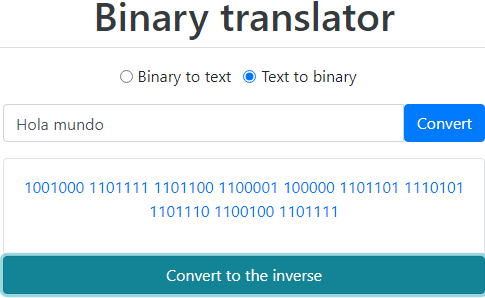 Binary translator
Binary to text Text to binary
Hola mundo Convert
1001000 1101111 1101100 1100001 100000 1101101 1110101
1101110 1100100 1101111
Convert to the inverse